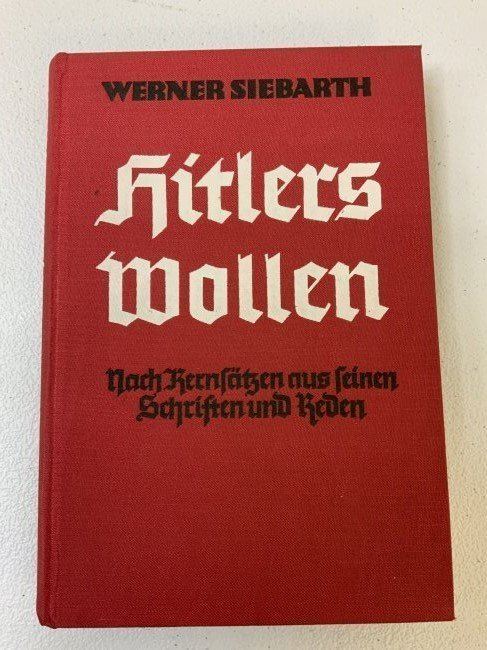 WERNER SIEBARTH
Hitlers
Wollen
Nach Kernsätzen aus seinen
Schriften und Reden